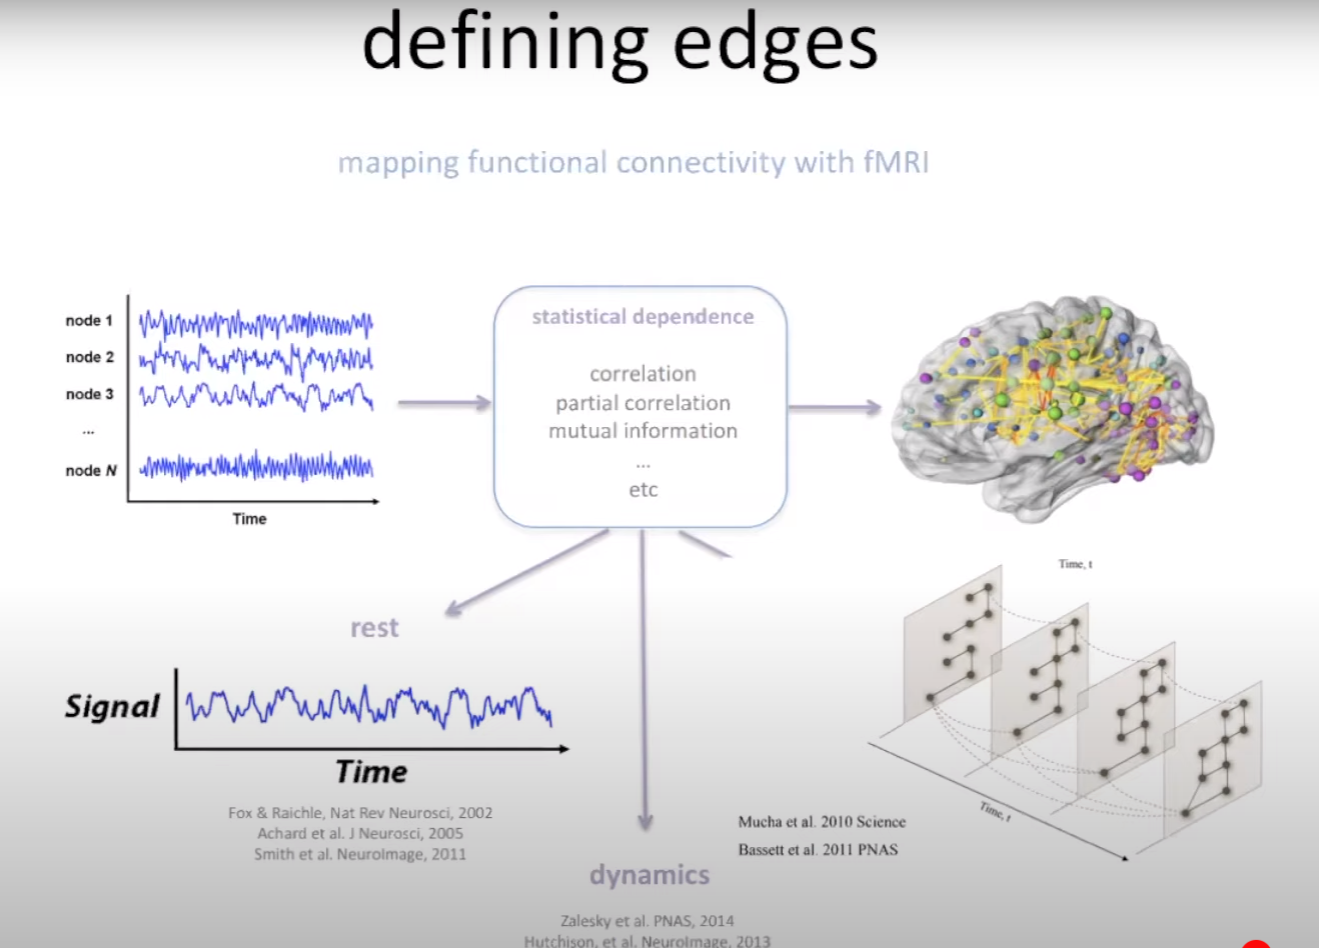 defining edges
mapping functional connectivity with fMRI
node 1
node 2
node 3
...
node N
Time
statistical dependence
correlation
partial correlation
mutual information
...
etc
rest
Signal
Time
Fox & Raichle, Nat Rev Neurosci, 2002
Achard et al. J Neurosci, 2005
Smith et al. NeuroImage, 2011
Time, t
Time, t
Mucha et al. 2010 Science
Bassett et al. 2011 PNAS
dynamics
Zalesky et al. PNAS, 2014
Hutchison, et al. NeuroImage, 2013